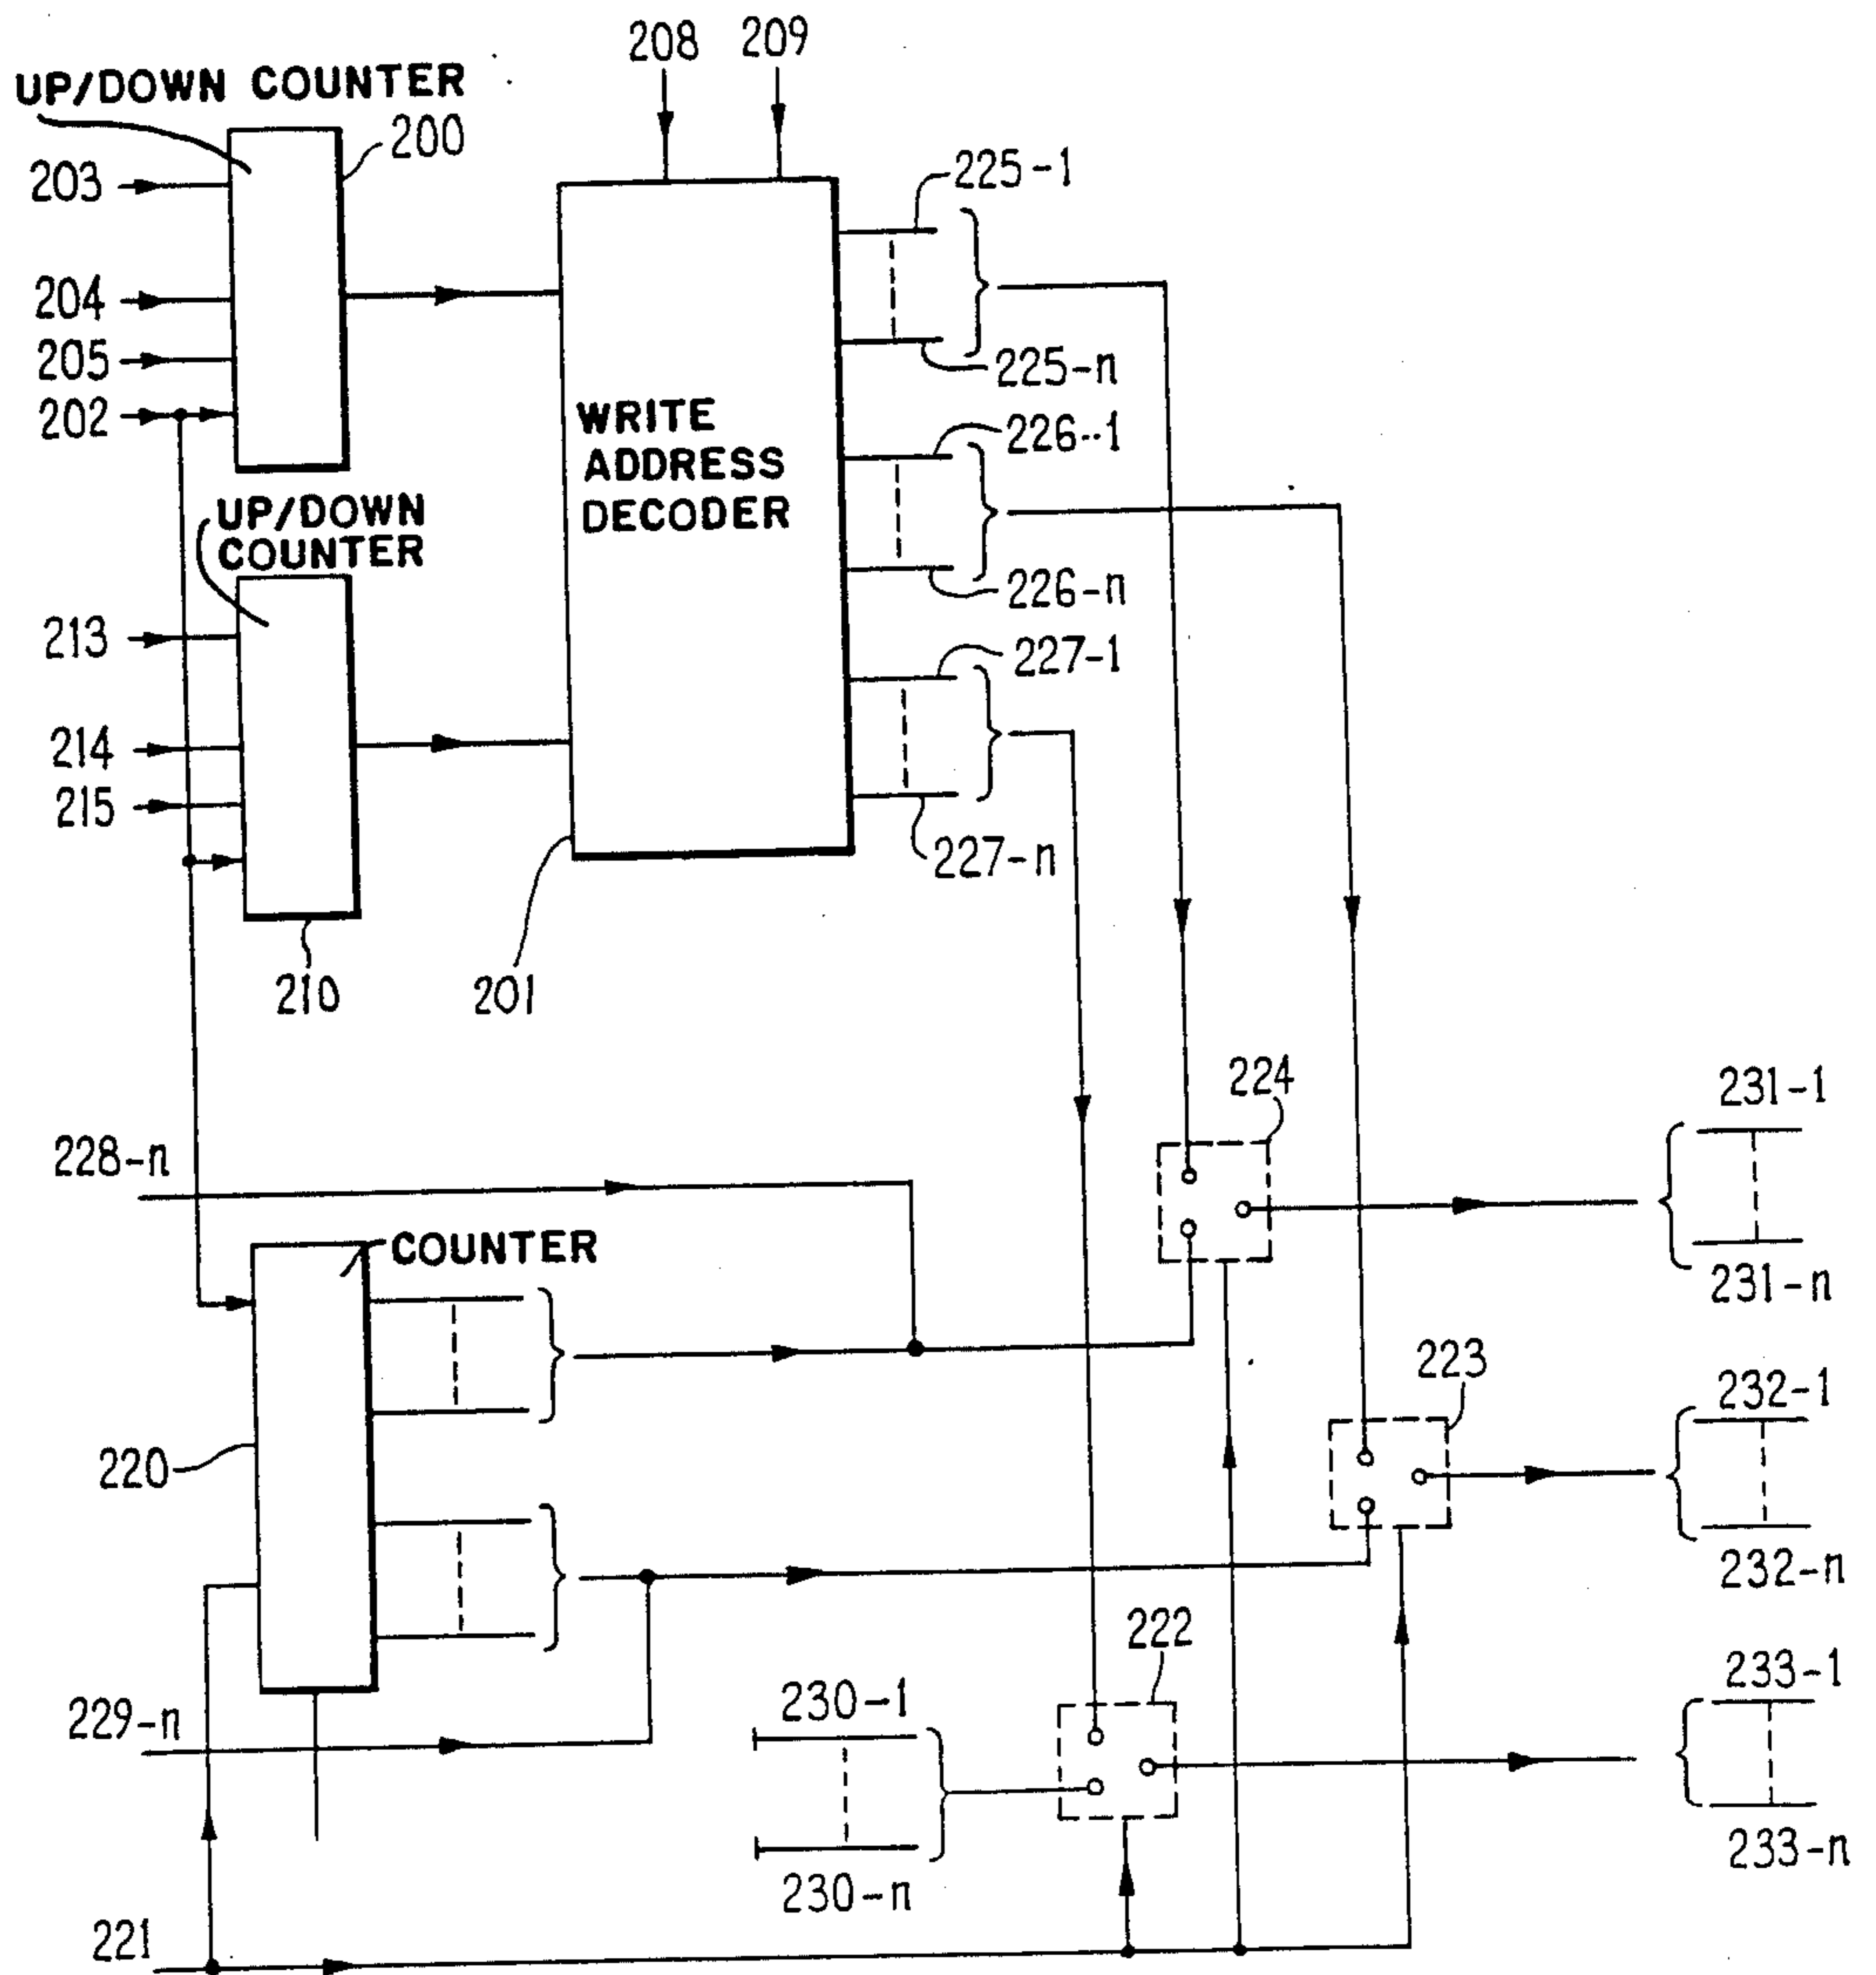 208 209
UP/DOWN COUNTER
200
203
225-1
204
205
225-n
202
WRITE
ADDRESS
DECODER
226-1
UP/DOWN
COUNTER
226-n
213
227-1
214
215
227-n
210
201
224
231-1
228-n
COUNTER
231-n
223
232-1
220
232-n
222
233-1
229-n
230-1
233-n
230-n
221